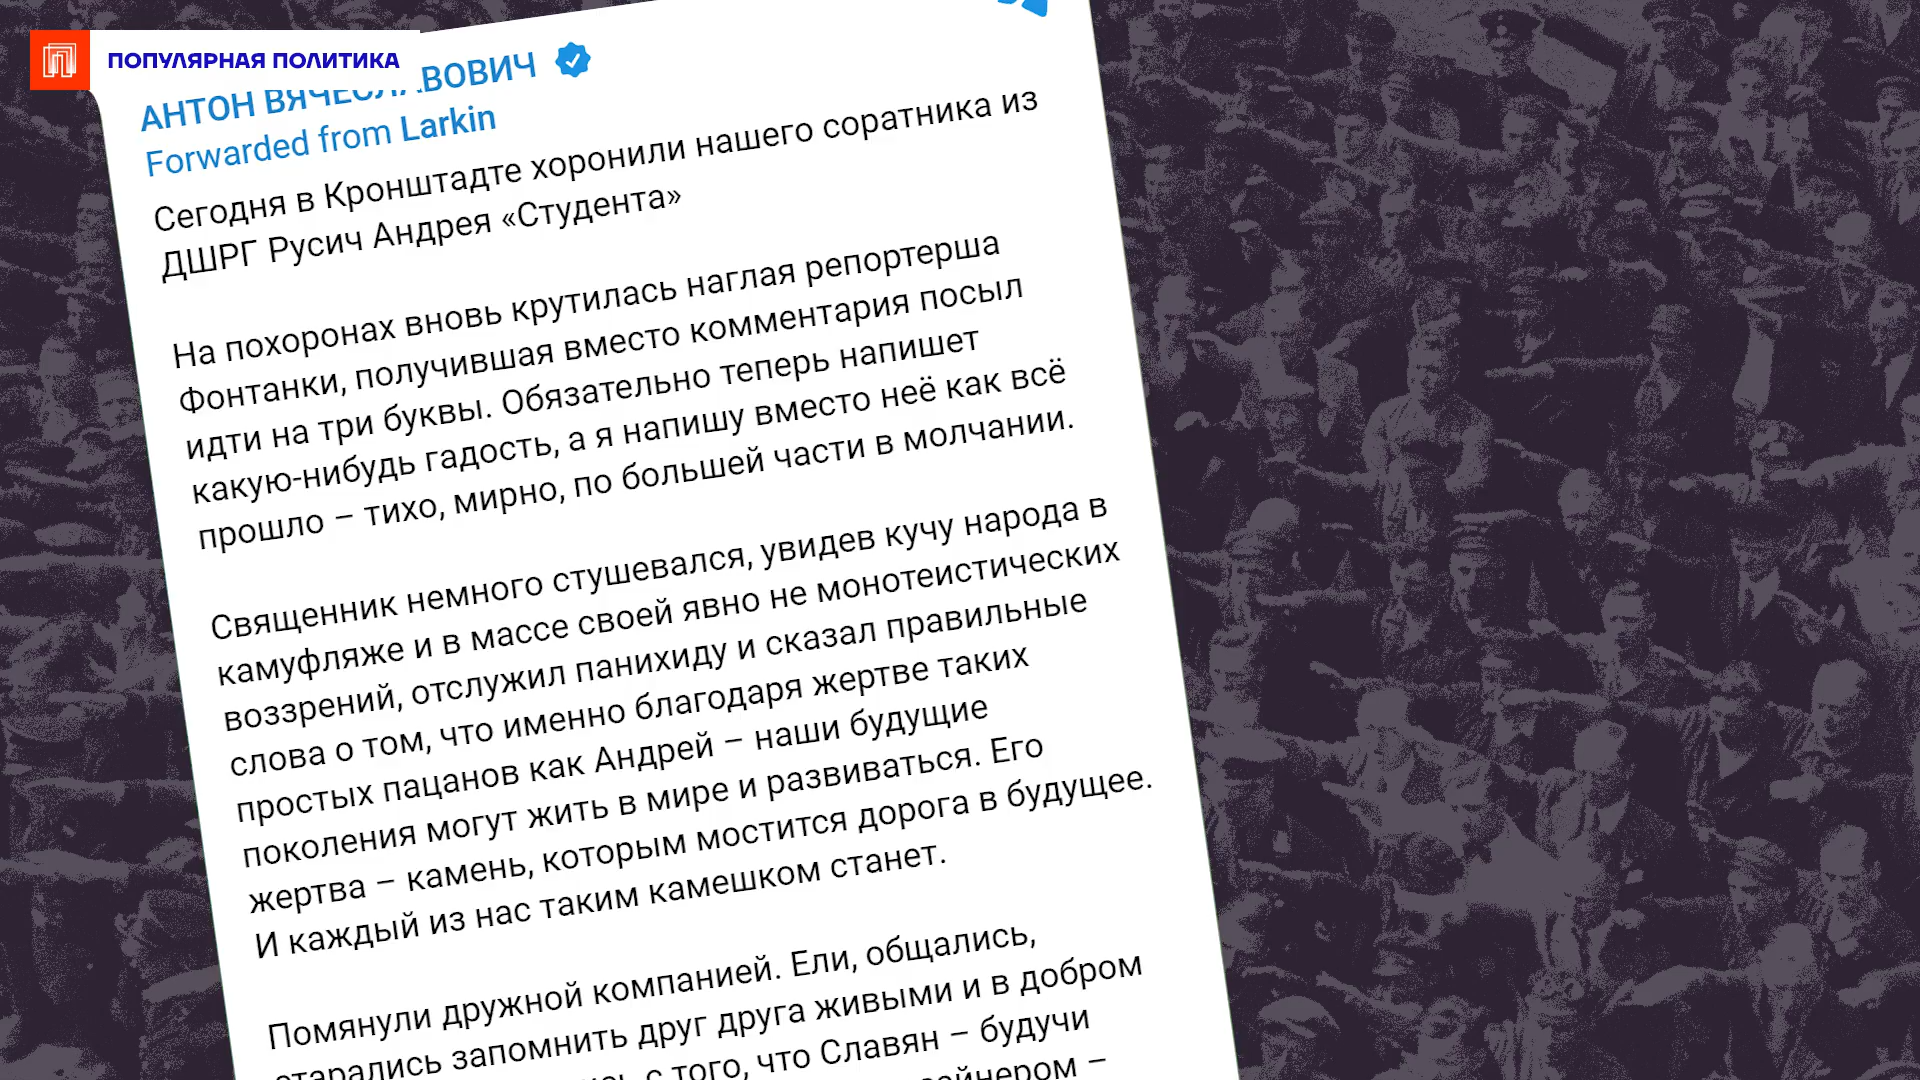 ПОПУЛЯРНАЯ ПОЛИТИКА
АНТОН ВЯЧЕСЛАВОВИЧ
Forwarded from Larkin
Сегодня в Кронштадте хоронили нашего соратника из
ДШРГ Русич Андрея «Студента»
На похоронах вновь крутилась наглая репортерша
Фонтанки, получившая вместо комментария посыл
идти на три буквы. Обязательно теперь напишет
какую-нибудь гадость, а я напишу вместо неё как всё
прошло – тихо, мирно, по большей части в молчании.
Священник немного стушевался, увидев кучу народа в
камуфляже и в массе своей явно не монотеистических
воззрений, отслужил панихиду и сказал правильные
слова о том, что именно благодаря жертве таких
простых пацанов как Андрей – наши будущие
поколения могут жить в мире и развиваться. Его
жертва – камень, которым мостится дорога в будущее.
И каждый из нас таким камешком станет.
Помянули дружной компанией. Ели, общались,
старались запомнить друг друга живыми и в добром
с того, что Славян – будучи